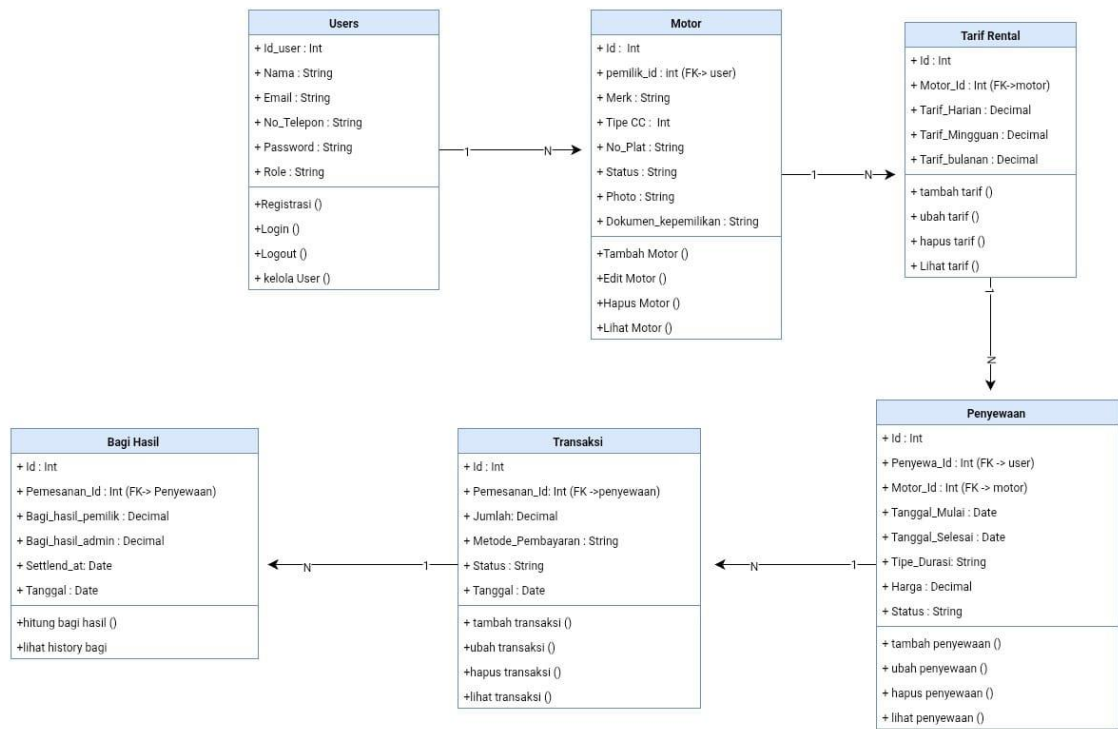 Users
+ Id_user : Int
+ Nama : String
+ Email : String
+ No_Telepon : String
+ Password : String
+ Role : String
+Registrasi ()
+Login ()
+Logout ()
+ kelola User ()
1
N
Motor
+ Id : Int
+ pemilik_id : int (FK-> user)
+ Merk : String
+ Tipe CC : Int
+ No_Plat : String
+ Status : String
+ Photo : String
+ Dokumen_kepemilikan : String
+Tambah Motor ()
+Edit Motor ()
+Hapus Motor ()
+Lihat Motor ()
1
N
Tarif Rental
+ Id : Int
+ Motor_Id : Int (FK->motor)
+ Tarif_Harian : Decimal
+ Tarif_Mingguan : Decimal
+ Tarif_bulanan : Decimal
+ tambah tarif ()
+ ubah tarif ()
+ hapus tarif ()
+ Lihat tarif ()
1
N
Bagi Hasil
+ Id : Int
+ Pemesanan_Id : Int (FK-> Penyewaan)
+ Bagi_hasil_pemilik : Decimal
+ Bagi_hasil_admin : Decimal
+ Settlend_at: Date
+ Tanggal : Date
+hitung bagi hasil ()
+lihat history bagi
N
1
Transaksi
+ Id : Int
+ Pemesanan_Id: Int (FK ->penyewaan)
+ Jumlah: Decimal
+ Metode_Pembayaran : String
+ Status : String
+ Tanggal : Date
+ tambah transaksi ()
+ubah transaksi ()
+hapus transaksi ()
+lihat transaksi ()
N
1
Penyewaan
+ Id : Int
+ Penyewa_Id : Int (FK -> user)
+ Motor_Id : Int (FK -> motor)
+ Tanggal_Mulai : Date
+ Tanggal_Selesai : Date
+ Tipe_Durasi: String
+ Harga : Decimal
+ Status : String
+ tambah penyewaan ()
+ ubah penyewaan ()
+ hapus penyewaan ()
+ lihat penyewaan ()